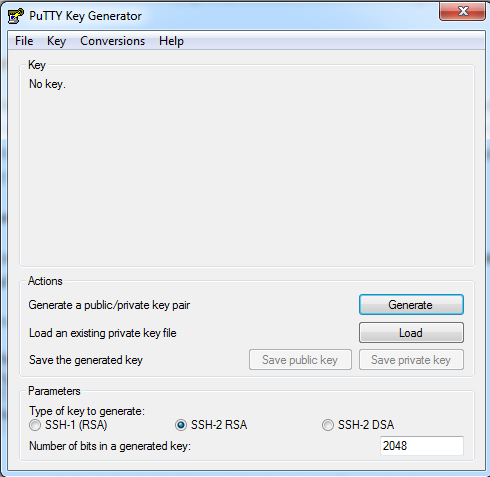 PuTTY Key Generator
File Key Conversions Help
Key
No key.
Actions
Generate a public/private key pair Generate
Load an existing private key file Load
Save the generated key Save public key Save private key
Parameters
Type of key to generate:
SSH-1 (RSA) SSH-2 RSA SSH-2 DSA
Number of bits in a generated key: 2048